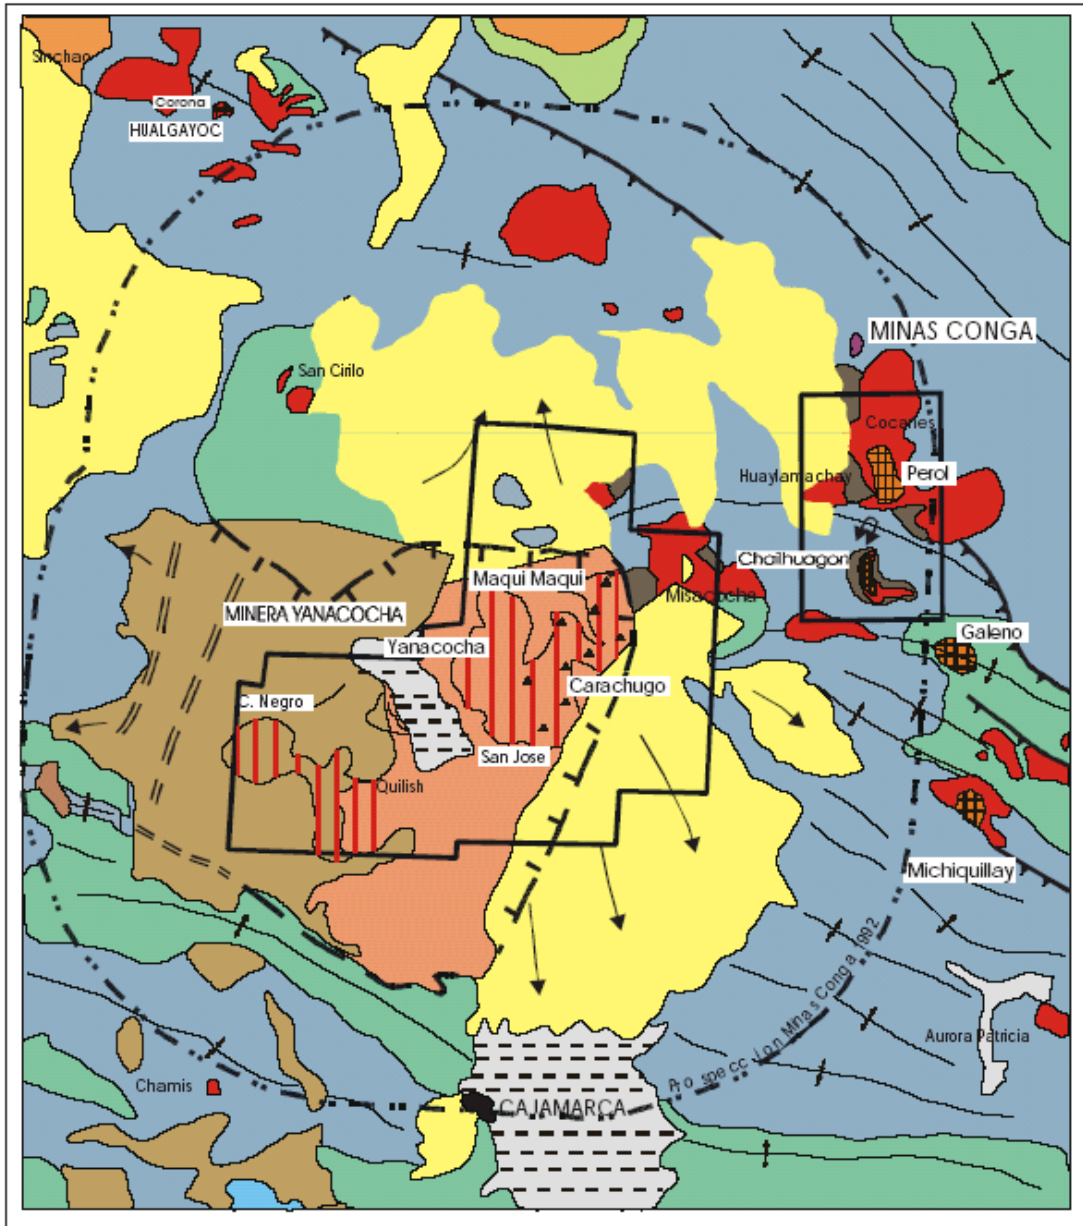 Sinchao
Corona
HUALGAYOC
MINAS CONGA
San Cirilo
Cocañes
Perol
Huaylamachay
Chailhuagon
Maqui Maqui
Misacocha
MINERA YANACOCHA
Galeno
Yanacocha
Carachugo
C. Negro
San Jose
Quilish
Michiquillay
Prospeccion Minas Conga 1992
Aurora Patricia
Chamis
CAJAMARCA